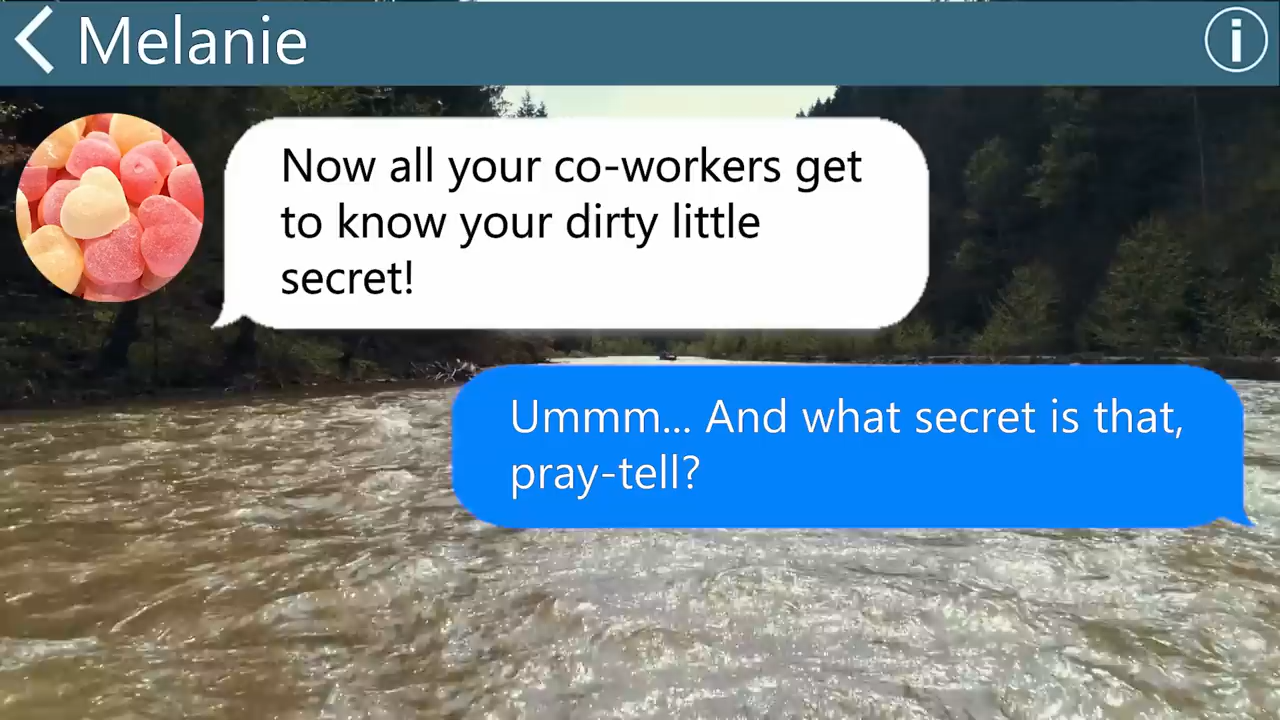 Melanie
Now all your co-workers get
to know your dirty little
secret!
Ummm... And what secret is that,
pray-tell?